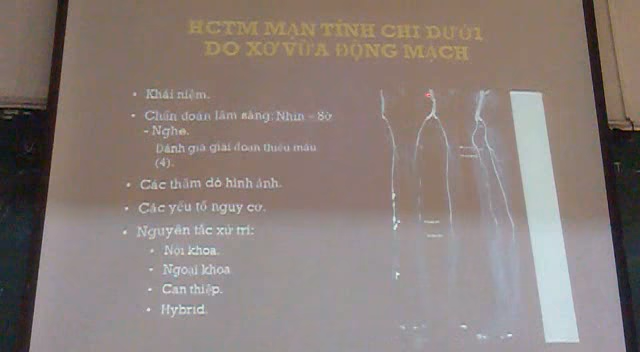 HCTM MẠN TÍNH CHI DƯỚI
DO XƠ VỮA ĐỘNG MẠCH
• Khái niệm.
• Chẩn đoán lâm sàng: Nhìn – Sờ
– Nghe.
Đánh giá giai đoạn thiếu máu
(4).
• Các thăm dò hình ảnh.
• Các yếu tố nguy cơ.
• Nguyên tắc xử trí:
• Nội khoa.
• Ngoại khoa
• Can thiệp.
• Hybrid.